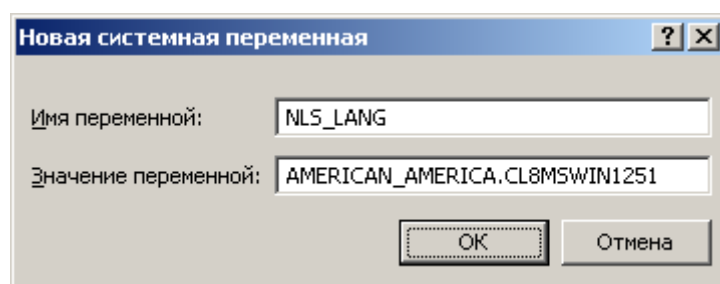 Новая системная переменная
Имя переменной: NLS_LANG
Значение переменной: AMERICAN_AMERICA.CL8MSWIN1251
OK Отмена